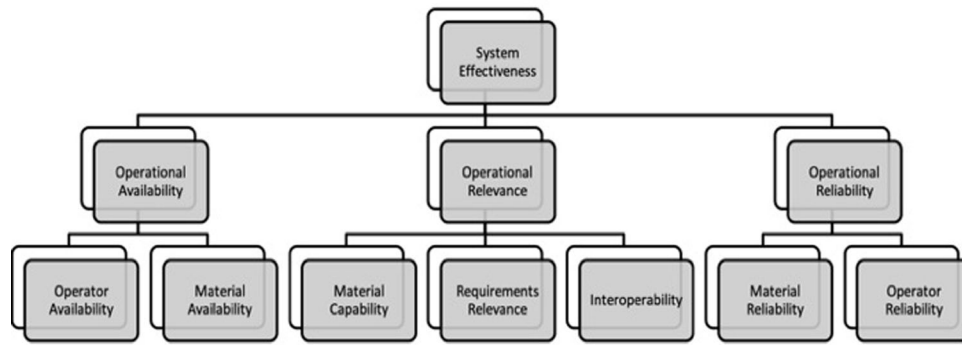 System
Effectiveness
Operational
Availability
Operational
Relevance
Operational
Reliability
Operator
Availability
Material
Availability
Material
Capability
Requirements
Relevance
Interoperability
Material
Reliability
Operator
Reliability